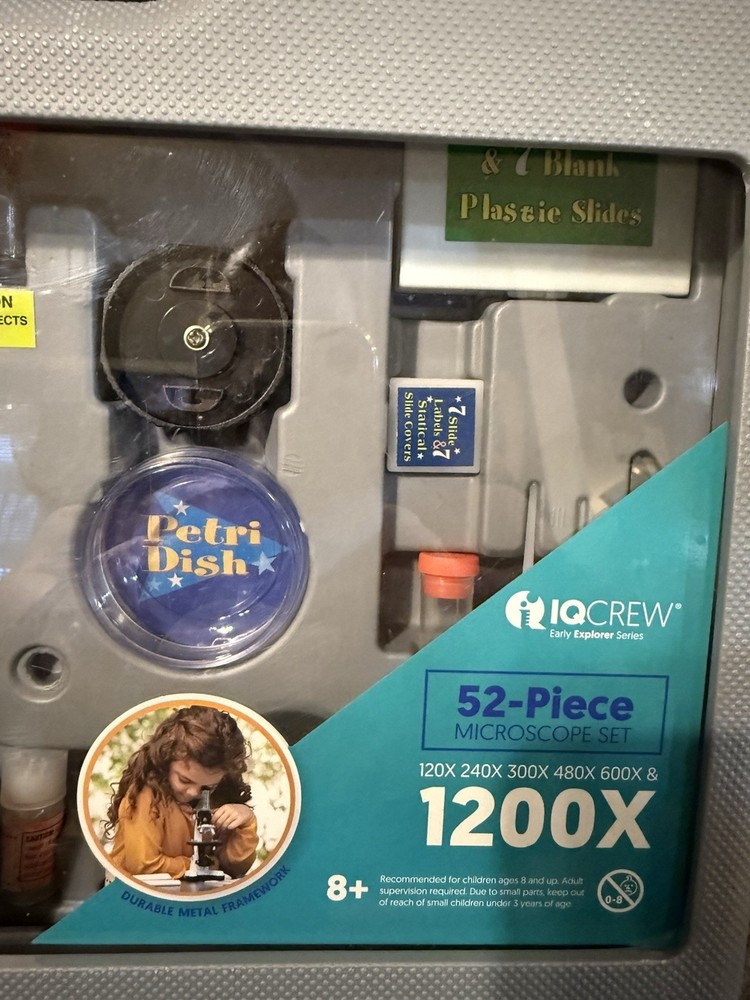 & 7 Blank
Plastic Slides
N
ECTS
7 Slide
Labels & 7
Statical
Slide Covers
Petri
Dish
IQCREW®
Early Explorer Series
52-Piece
MICROSCOPE SET
120X 240X 300X 480X 600X &
1200X
8+
Recommended for children ages 8 and up. Adult
supervision required. Due to small parts, keep out
of reach of small children under 3 years of age
0-8
DURABLE METAL FRAMEWORK
CAUTION